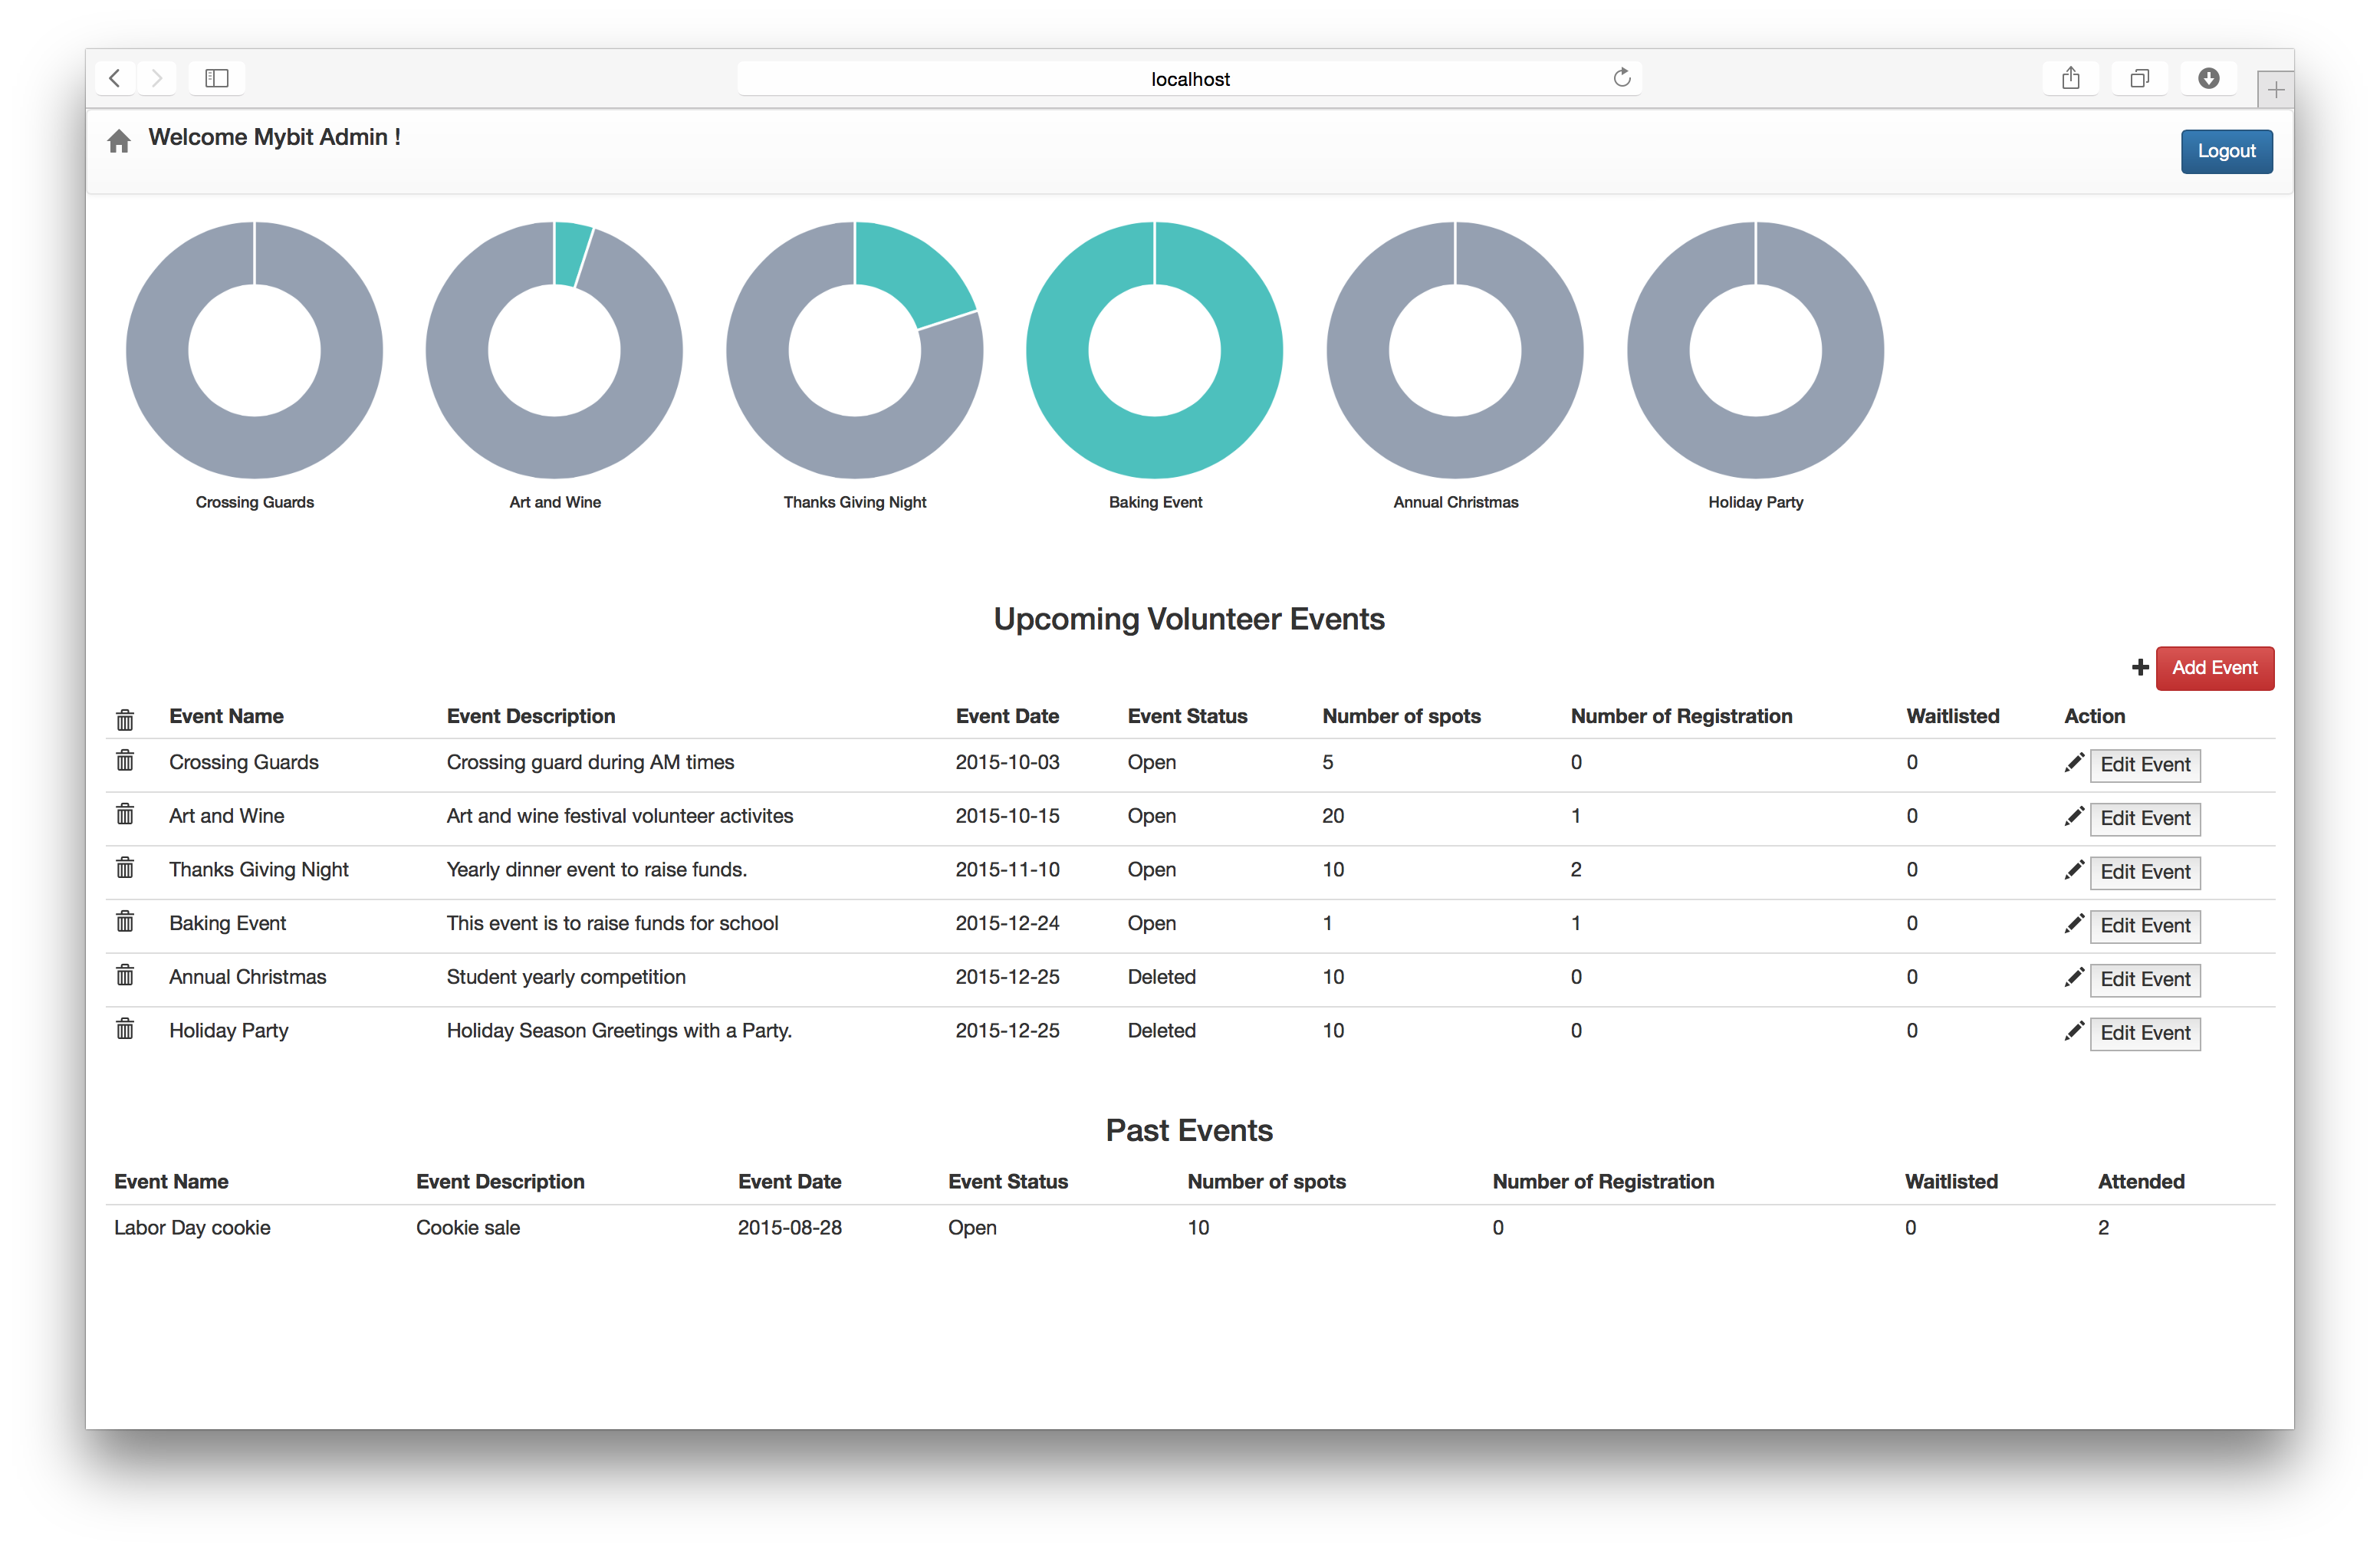 localhost
Welcome Mybit Admin !
Logout
Crossing Guards Art and Wine Thanks Giving Night Baking Event Annual Christmas Holiday Party
Upcoming Volunteer Events
Add Event
Event Name Event Description Event Date Event Status Number of spots Number of Registration Waitlisted Action
Crossing Guards Crossing guard during AM times 2015-10-03 Open 5 0 0 Edit Event
Art and Wine Art and wine festival volunteer activites 2015-10-15 Open 20 1 0 Edit Event
Thanks Giving Night Yearly dinner event to raise funds. 2015-11-10 Open 10 2 0 Edit Event
Baking Event This event is to raise funds for school 2015-12-24 Open 1 1 0 Edit Event
Annual Christmas Student yearly competition 2015-12-25 Deleted 10 0 0 Edit Event
Holiday Party Holiday Season Greetings with a Party. 2015-12-25 Deleted 10 0 0 Edit Event
Past Events
Event Name Event Description Event Date Event Status Number of spots Number of Registration Waitlisted Attended
Labor Day cookie Cookie sale 2015-08-28 Open 10 0 0 2